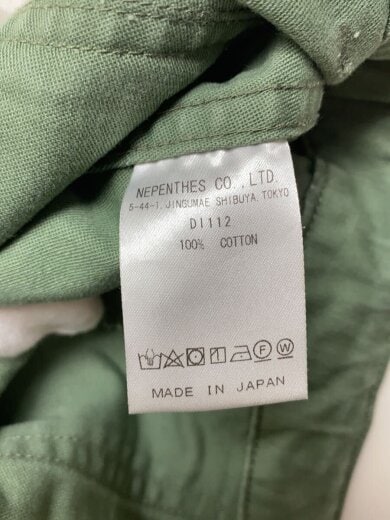 NEPENTHES CO.,LTD.
5-44-1, JINGUMAE SHIBUYA, TOKYO
DI112
100% COTTON
F W
MADE IN JAPAN